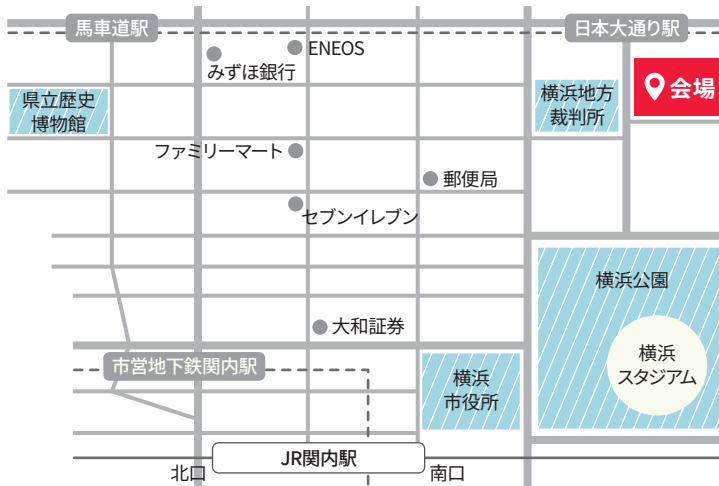 馬車道駅
日本大通り駅
ENEOS
みずほ銀行
会場
県立歴史
博物館
横浜地方
裁判所
ファミリーマート
郵便局
セブンイレブン
横浜公園
大和証券
市営地下鉄関内駅
横浜
スタジアム
横浜
市役所
JR関内駅
北口
南口